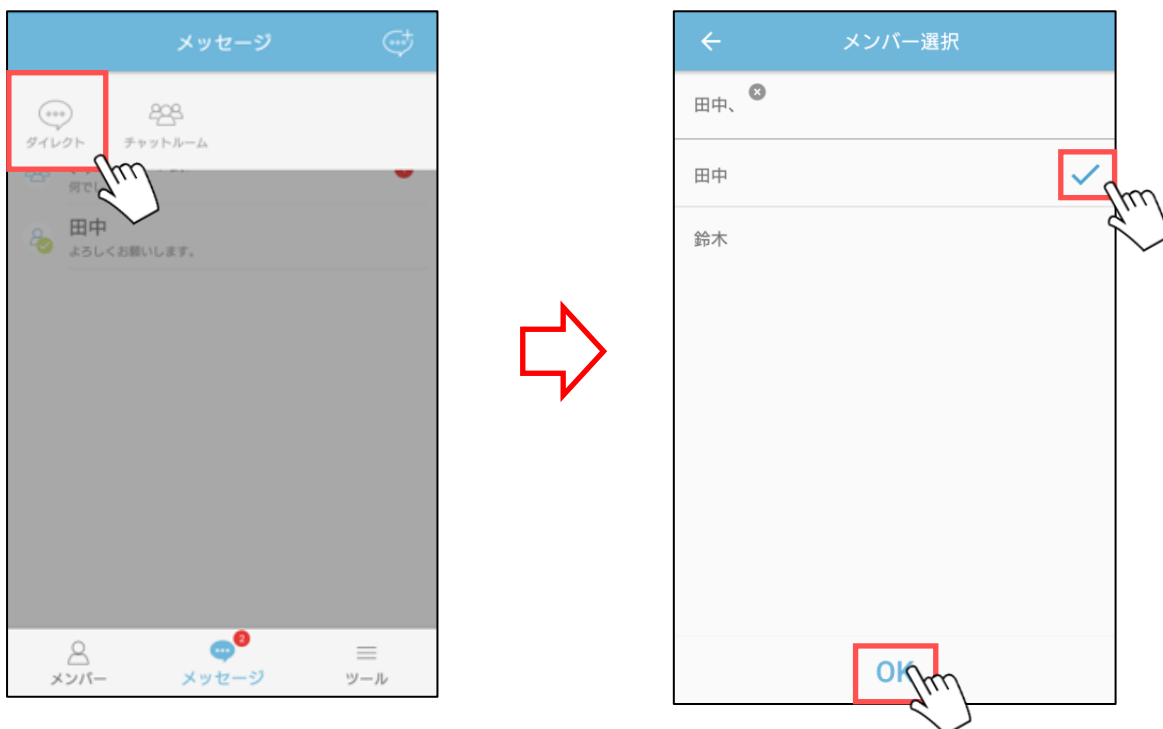 メッセージ
ダイレクト
チャットルーム
何でし
田中
よろしくお願いします。
2
メンバー
メッセージ
ツール
メンバー選択
田中、
田中
鈴木
OK